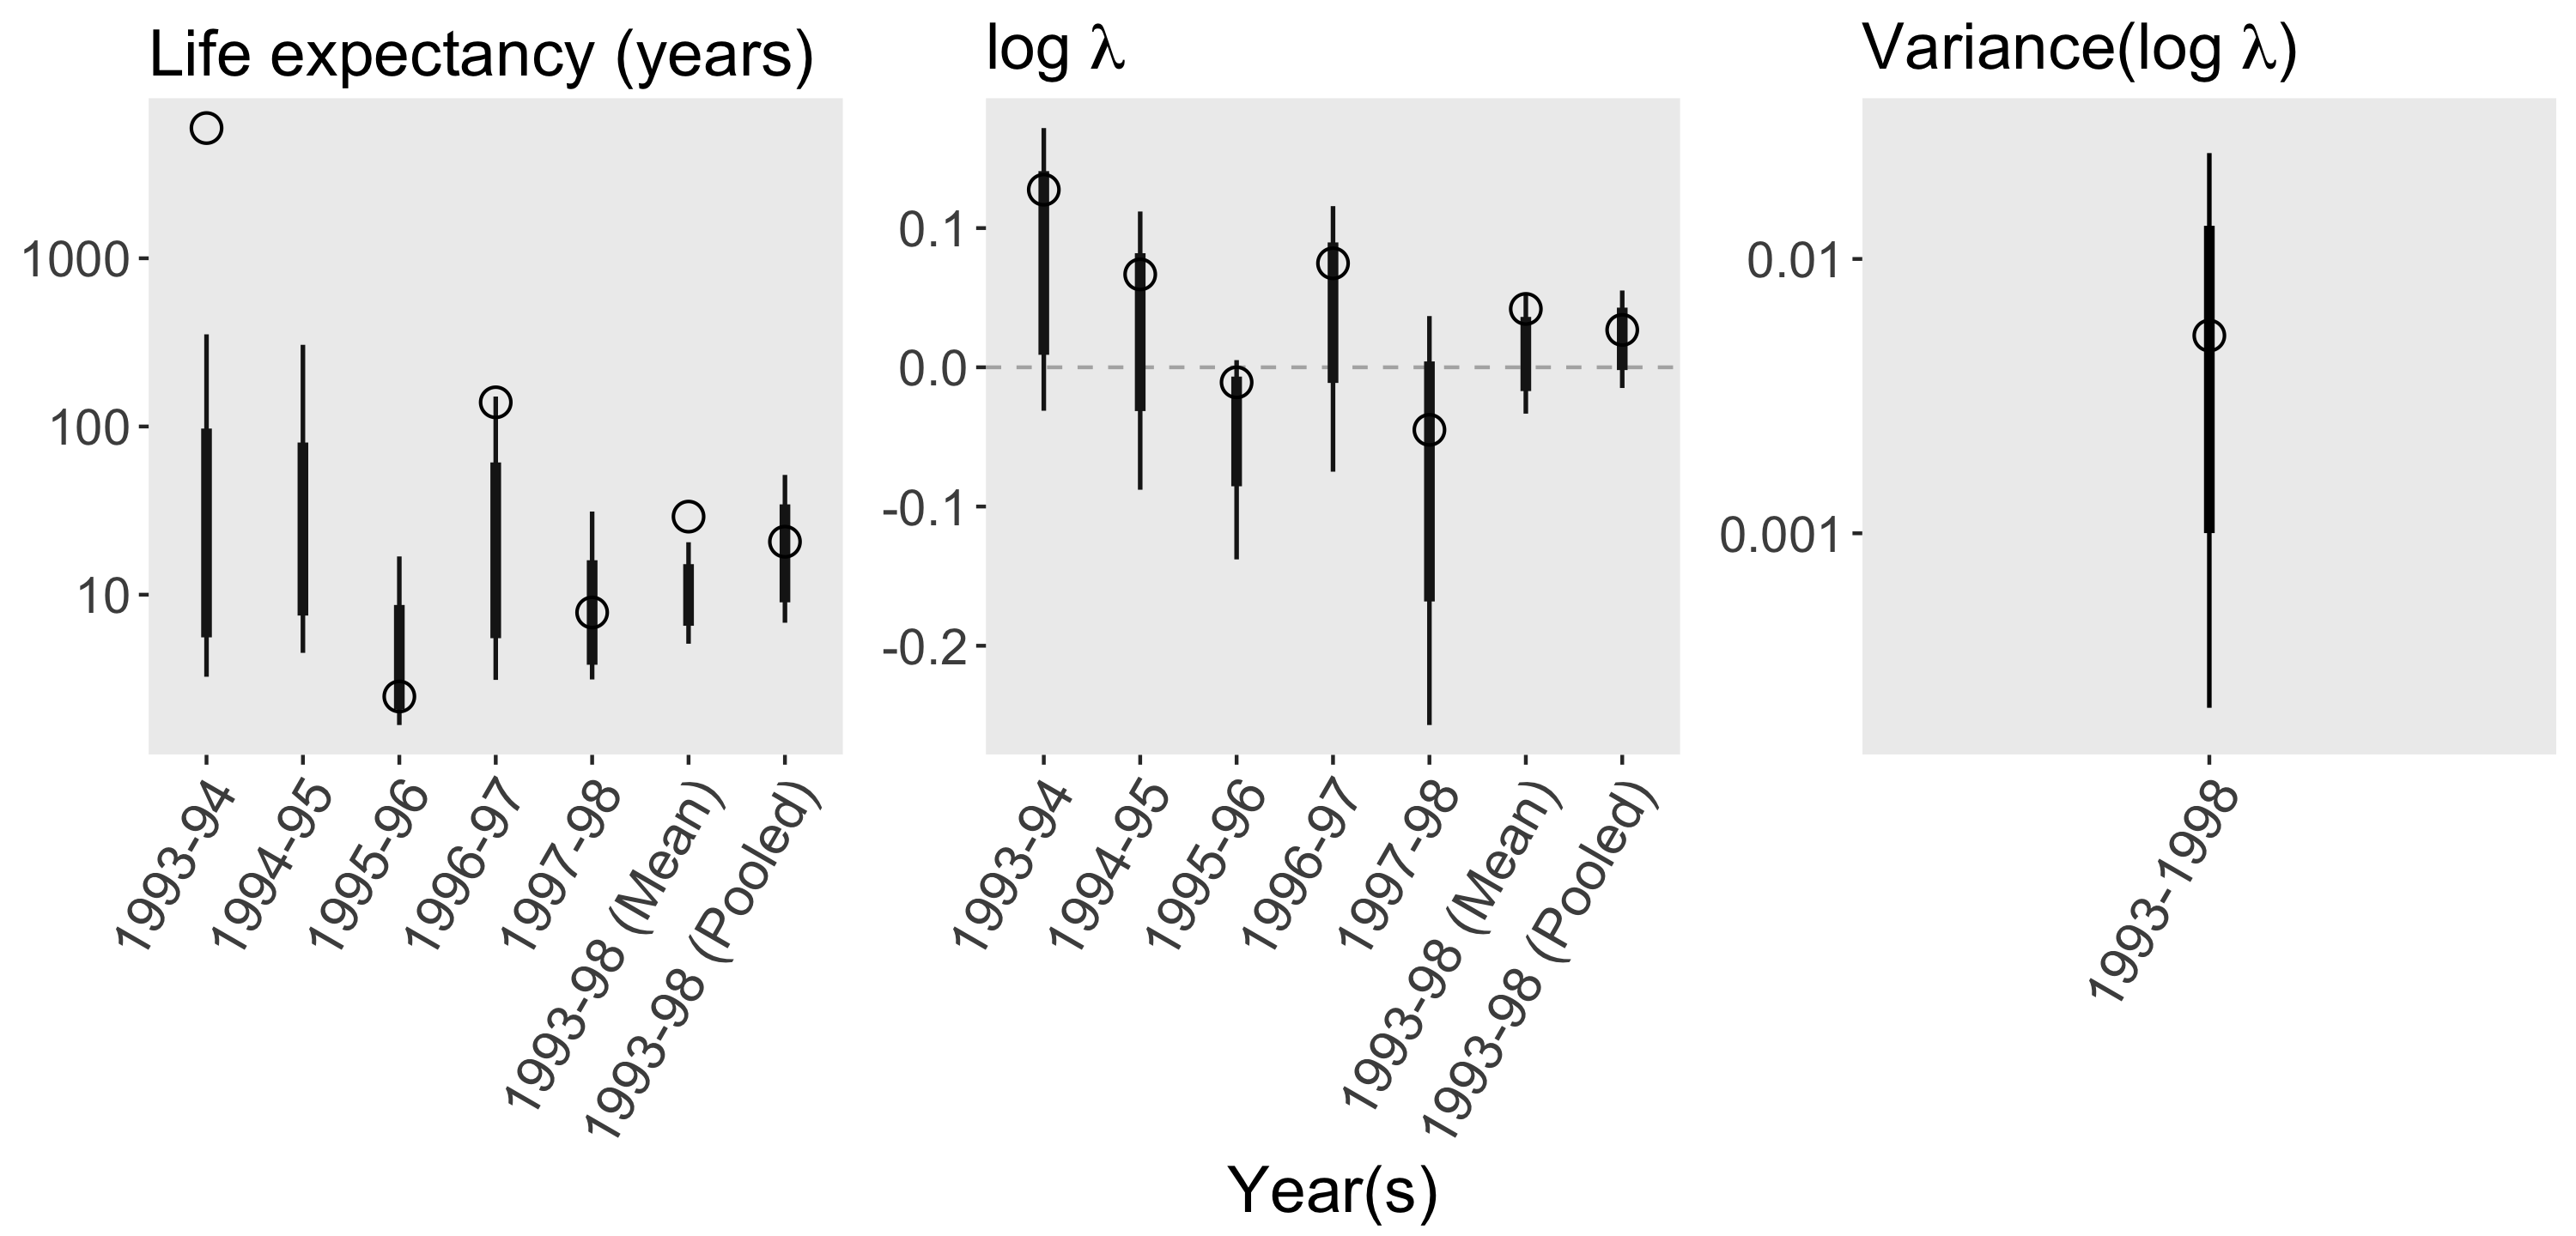 Life expectancy (years)
log λ
Variance(log λ)
1000
100
10
0.1
0.0
-0.1
-0.2
0.01
0.001
1993-94
1994-95
1995-96
1996-97
1997-98
1993-98 (Mean)
1993-98 (Pooled)
1993-94
1994-95
1995-96
1996-97
1997-98
1993-98 (Mean)
1993-98 (Pooled)
1993-1998
Year(s)